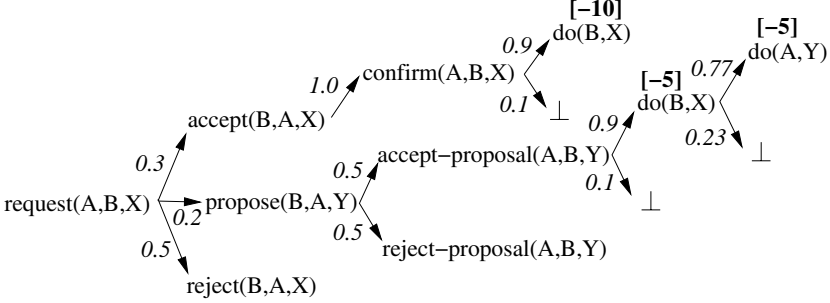 [−10]
do(B,X)
[−5]
do(A,Y)
0.9
0.77
confirm(A,B,X)
[−5]
do(B,X)
1.0
0.1
⊥
accept(B,A,X)
0.9
0.23
⊥
0.3
0.5
accept−proposal(A,B,Y)
0.1
⊥
request(A,B,X)
0.2
propose(B,A,Y)
0.5
0.5
reject−proposal(A,B,Y)
reject(B,A,X)